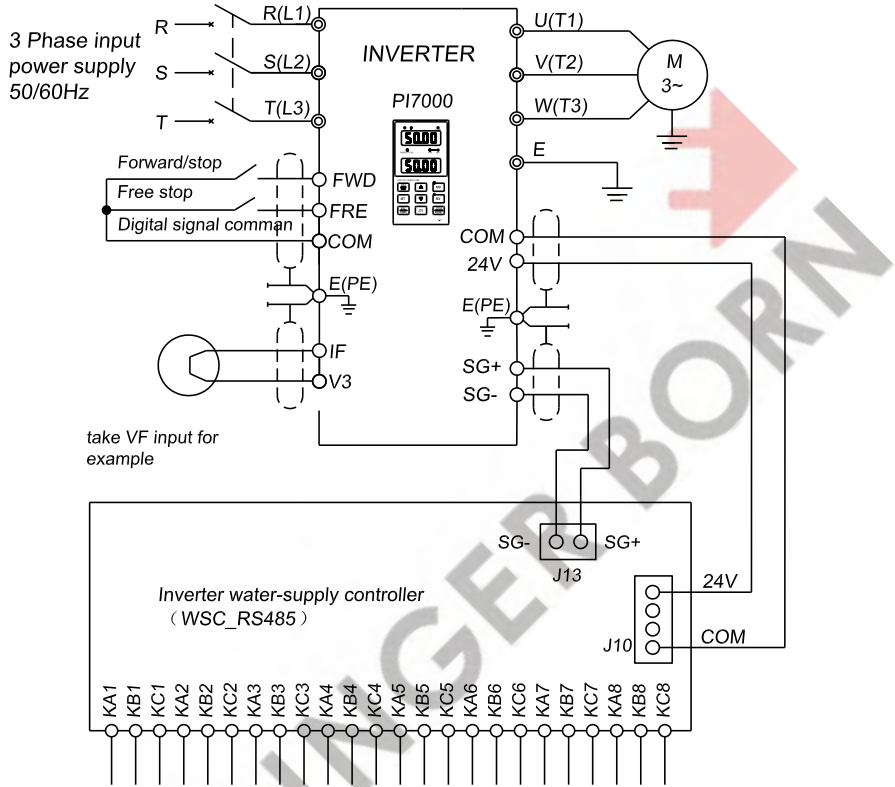 R(L1)
R
U(T1)
3 Phase input
power supply
50/60Hz
INVERTER
M
3~
S(L2)
S
V(T2)
PI7000
T(L3)
T
W(T3)
50.00
50.00
E
Forward/stop
FWD
Free stop
FRE
Digital signal comman
COM
COM
24V
E(PE)
E(PE)
IF
V3
SG+
SG-
take VF input for
example
SG-
SG+
J13
Inverter water-supply controller
（WSC_RS485）
24V
J10
COM
KA1
KB1
KC1
KA2
KB2
KC2
KA3
KB3
KC3
KA4
KB4
KC4
KA5
KB5
KC5
KA6
KB6
KC6
KA7
KB7
KC7
KA8
KB8
KC8
INGER BORN